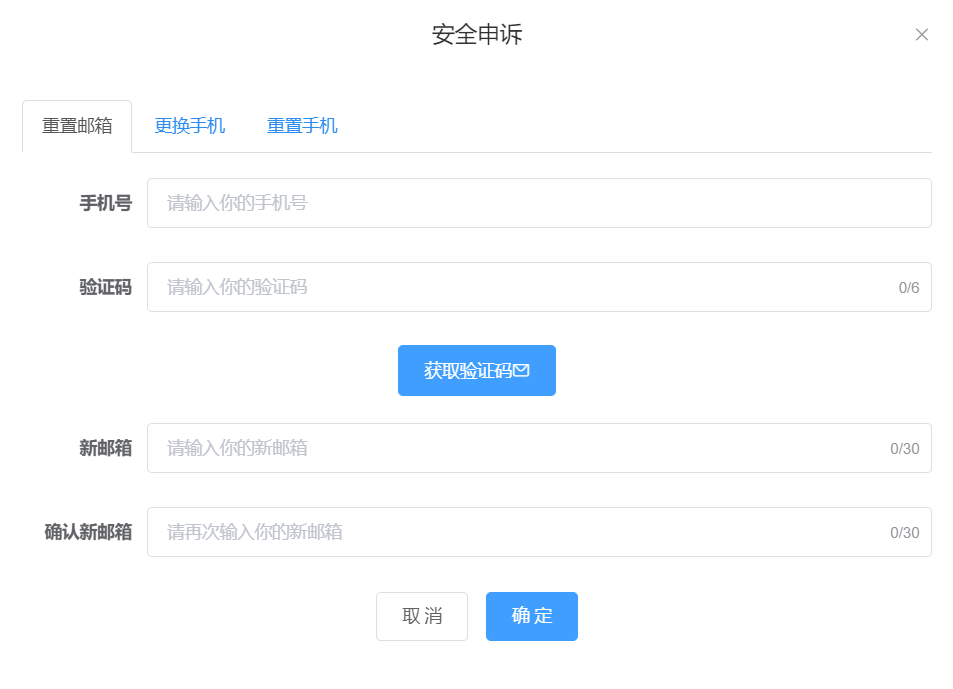 安全申诉
重置邮箱 更换手机 重置手机
手机号 请输入你的手机号
验证码 请输入你的验证码 0/6
获取验证码
新邮箱 请输入你的新邮箱 0/30
确认新邮箱 请再次输入你的新邮箱 0/30
取消 确定